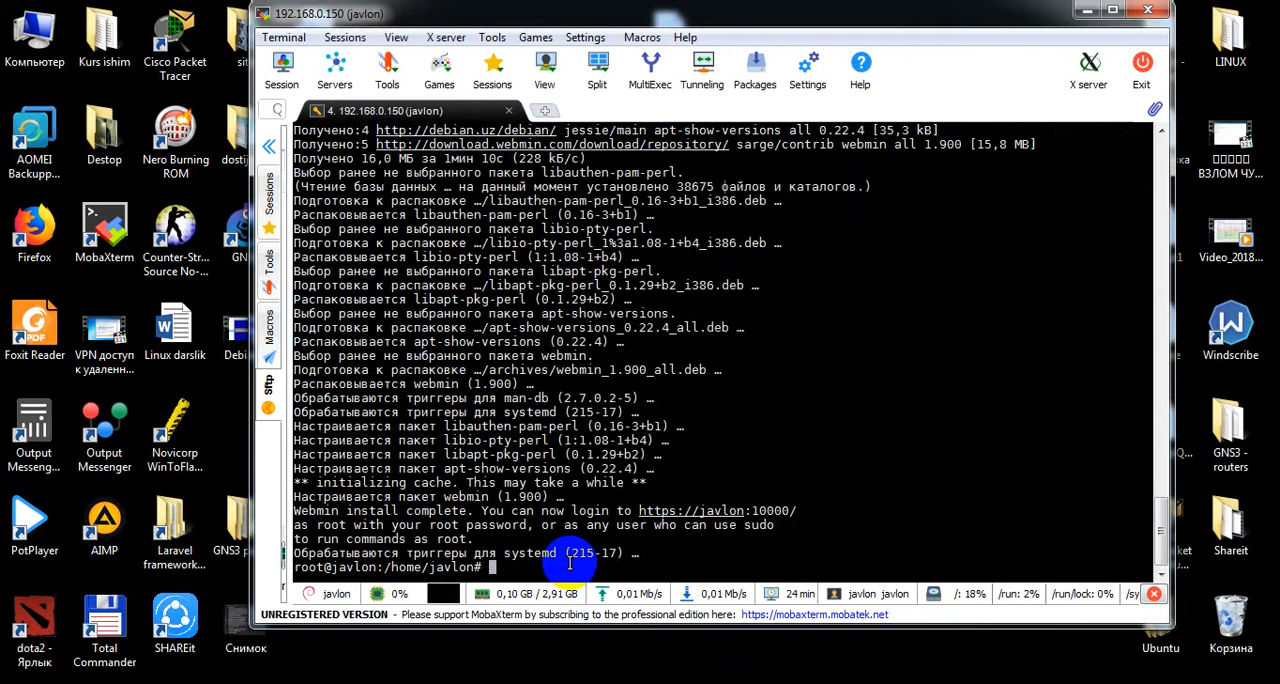 192.168.0.150 (javlon)
Terminal Sessions View X server Tools Games Settings Macros Help
Session Servers Tools Games Sessions View Split MultiExec Tunneling Packages Settings Help X server Exit
4. 192.168.0.150 (javlon)
Sessions
Tools
Macros
Sftp
Получено:4 http://debian.uz/debian/ jessie/main apt-show-versions all 0.22.4 [35,3 kB]
Получено:5 http://download.webmin.com/download/repository/ sarge/contrib webmin all 1.900 [15,8 MB]
Получено 16,0 МБ за 1мин 10с (228 kБ/c)
Выбор ранее не выбранного пакета libauthen-pam-perl.
(Чтение базы данных … на данный момент установлено 38675 файлов и каталогов.)
Подготовка к распаковке …/libauthen-pam-perl_0.16-3+b1_i386.deb …
Распаковывается libauthen-pam-perl (0.16-3+b1) …
Выбор ранее не выбранного пакета libio-pty-perl.
Подготовка к распаковке …/libio-pty-perl_1%3a1.08-1+b4_i386.deb …
Распаковывается libio-pty-perl (1:1.08-1+b4) …
Выбор ранее не выбранного пакета libapt-pkg-perl.
Подготовка к распаковке …/libapt-pkg-perl_0.1.29+b2_i386.deb …
Распаковывается libapt-pkg-perl (0.1.29+b2) …
Выбор ранее не выбранного пакета apt-show-versions.
Подготовка к распаковке …/apt-show-versions_0.22.4_all.deb …
Распаковывается apt-show-versions (0.22.4) …
Выбор ранее не выбранного пакета webmin.
Подготовка к распаковке …/archives/webmin_1.900_all.deb …
Распаковывается webmin (1.900) …
Обрабатываются триггеры для man-db (2.7.0.2-5) …
Обрабатываются триггеры для systemd (215-17) …
Настраивается пакет libauthen-pam-perl (0.16-3+b1) …
Настраивается пакет libio-pty-perl (1:1.08-1+b4) …
Настраивается пакет libapt-pkg-perl (0.1.29+b2) …
Настраивается пакет apt-show-versions (0.22.4) …
** initializing cache. This may take a while **
Настраивается пакет webmin (1.900) …
Webmin install complete. You can now login to https://javlon:10000/
as root with your root password, or as any user who can use sudo
to run commands as root.
Обрабатываются триггеры для systemd (215-17) …
root@javlon:/home/javlon#
javlon 0% 0,10 GB / 2,91 GB 0,01 Mb/s 0,01 Mb/s 24 min javlon javlon /: 18% /run: 2% /run/lock: 0% /sy
UNREGISTERED VERSION - Please support MobaXterm by subscribing to the professional edition here: https://mobaxterm.mobatek.net
Компьютер
Kurs ishim
Cisco Packet
Tracer
sit
AOMEI
Backupp...
Destop
Nero Burning
ROM
dostij
Firefox
MobaXterm
Counter-Str...
Source No-...
GN
Foxit Reader
VPN доступ
к удаленн...
Linux darslik
Debi
Output
Messeng...
Output
Messenger
Novicorp
WinToFla...
PotPlayer
AIMP
Laravel
framework...
GNS3 p
dota2 -
Ярлык
Total
Commander
SHAREit
Снимок
LINUX
ВЗЛОМ ЧУ...
Video_2018...
Windscribe
GNS3 -
routers
Shareit
Ubuntu
Корзина